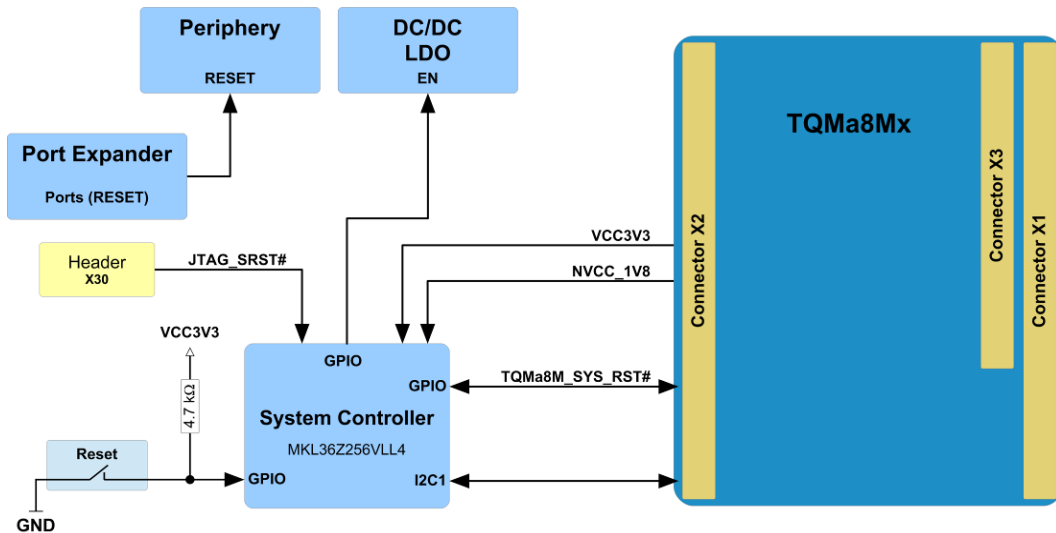 Periphery
RESET
DC/DC
LDO
EN
Port Expander
Ports (RESET)
TQMa8Mx
Connector X2
Connector X3
Connector X1
Header
X30
JTAG_SRST#
VCC3V3
NVCC_1V8
VCC3V3
4.7 kΩ
GPIO
GPIO
TQMa8M_SYS_RST#
System Controller
MKL36Z256VLL4
Reset
GPIO
I2C1
GND